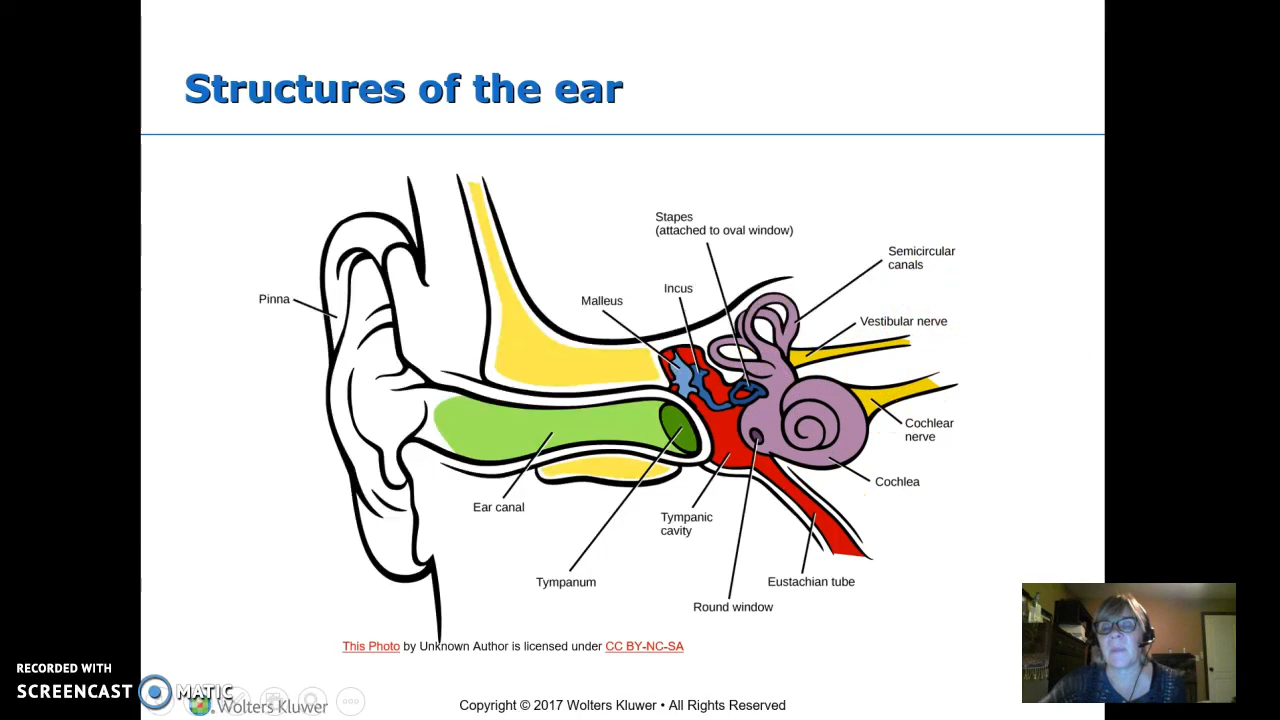 Structures of the ear
Stapes
(attached to oval window)
Semicircular
canals
Incus
Malleus
Pinna
Vestibular nerve
Cochlear
nerve
Cochlea
Ear canal
Tympanic
cavity
Tympanum
Eustachian tube
Round window
This Photo by Unknown Author is licensed under CC BY-NC-SA
RECORDED WITH
SCREENCAST MATIC
Wolters Kluwer
Copyright © 2017 Wolters Kluwer • All Rights Reserved